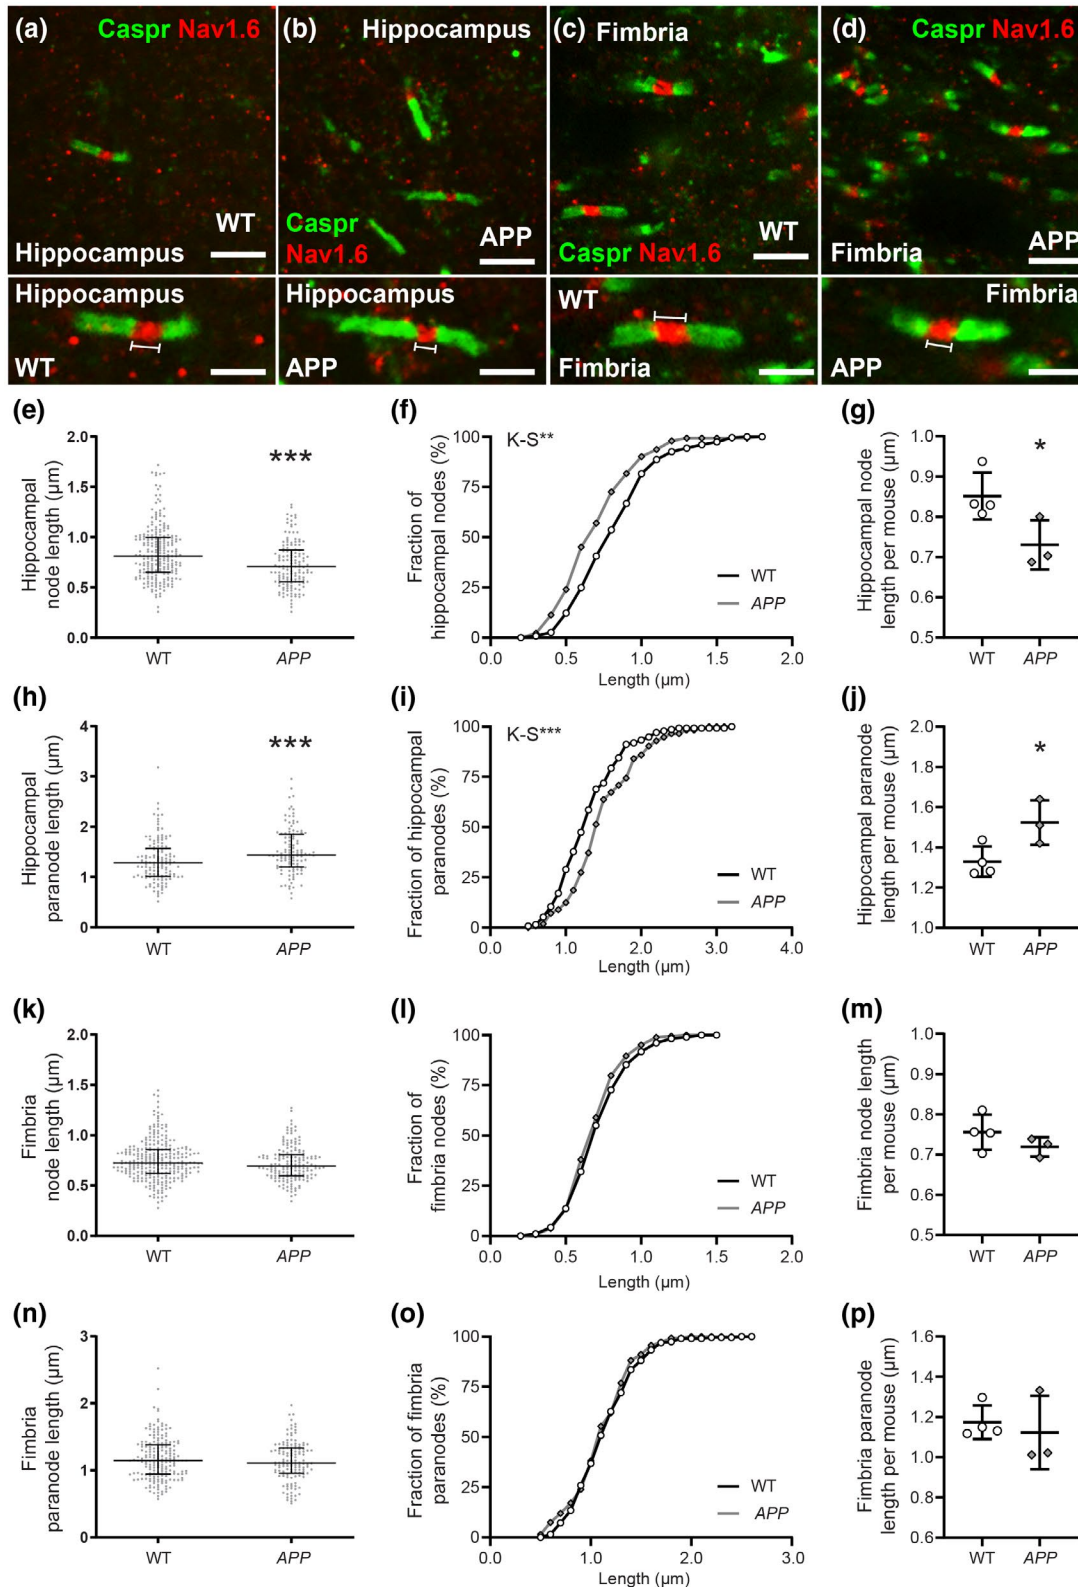 (a) Caspr Nav1.6
WT
Hippocampus
Hippocampus
WT
(b) Hippocampus
Caspr
Nav1.6
APP
Hippocampus
APP
(c) Fimbria
WT
Caspr Nav1.6
WT
Fimbria
(d) Caspr Nav1.6
APP
Fimbria
Fimbria
APP
(e)
Hippocampal
node length (µm)
2.0
1.5
1.0
0.5
0.0
***
WT APP
(f)
Fraction of
hippocampal nodes (%)
100
75
50
25
0
K-S**
WT
APP
0.0 0.5 1.0 1.5 2.0
Length (µm)
(g)
Hippocampal node
length per mouse (µm)
1.0
0.9
0.8
0.7
0.6
0.5
*
WT APP
(h)
Hippocampal
paranode length (µm)
4
3
2
1
0
***
WT APP
(i)
Fraction of hippocampal
paranodes (%)
100
75
50
25
0
K-S***
WT
APP
0.0 1.0 2.0 3.0 4.0
Length (µm)
(j)
Hippocampal paranode
length per mouse (µm)
2.0
1.8
1.6
1.4
1.2
1.0
*
WT APP
(k)
Fimbria
node length (µm)
2.0
1.5
1.0
0.5
0.0
WT APP
(l)
Fraction of
fimbria nodes (%)
100
75
50
25
0
WT
APP
0.0 0.5 1.0 1.5 2.0
Length (µm)
(m)
Fimbria node length
per mouse (µm)
1.0
0.9
0.8
0.7
0.6
0.5
WT APP
(n)
Fimbria
paranode length (µm)
3
2
1
0
WT APP
(o)
Fraction of fimbria
paranodes (%)
100
75
50
25
0
WT
APP
0.0 1.0 2.0 3.0
Length (µm)
(p)
Fimbria paranode
length per mouse (µm)
1.6
1.4
1.2
1.0
0.8
0.6
WT APP